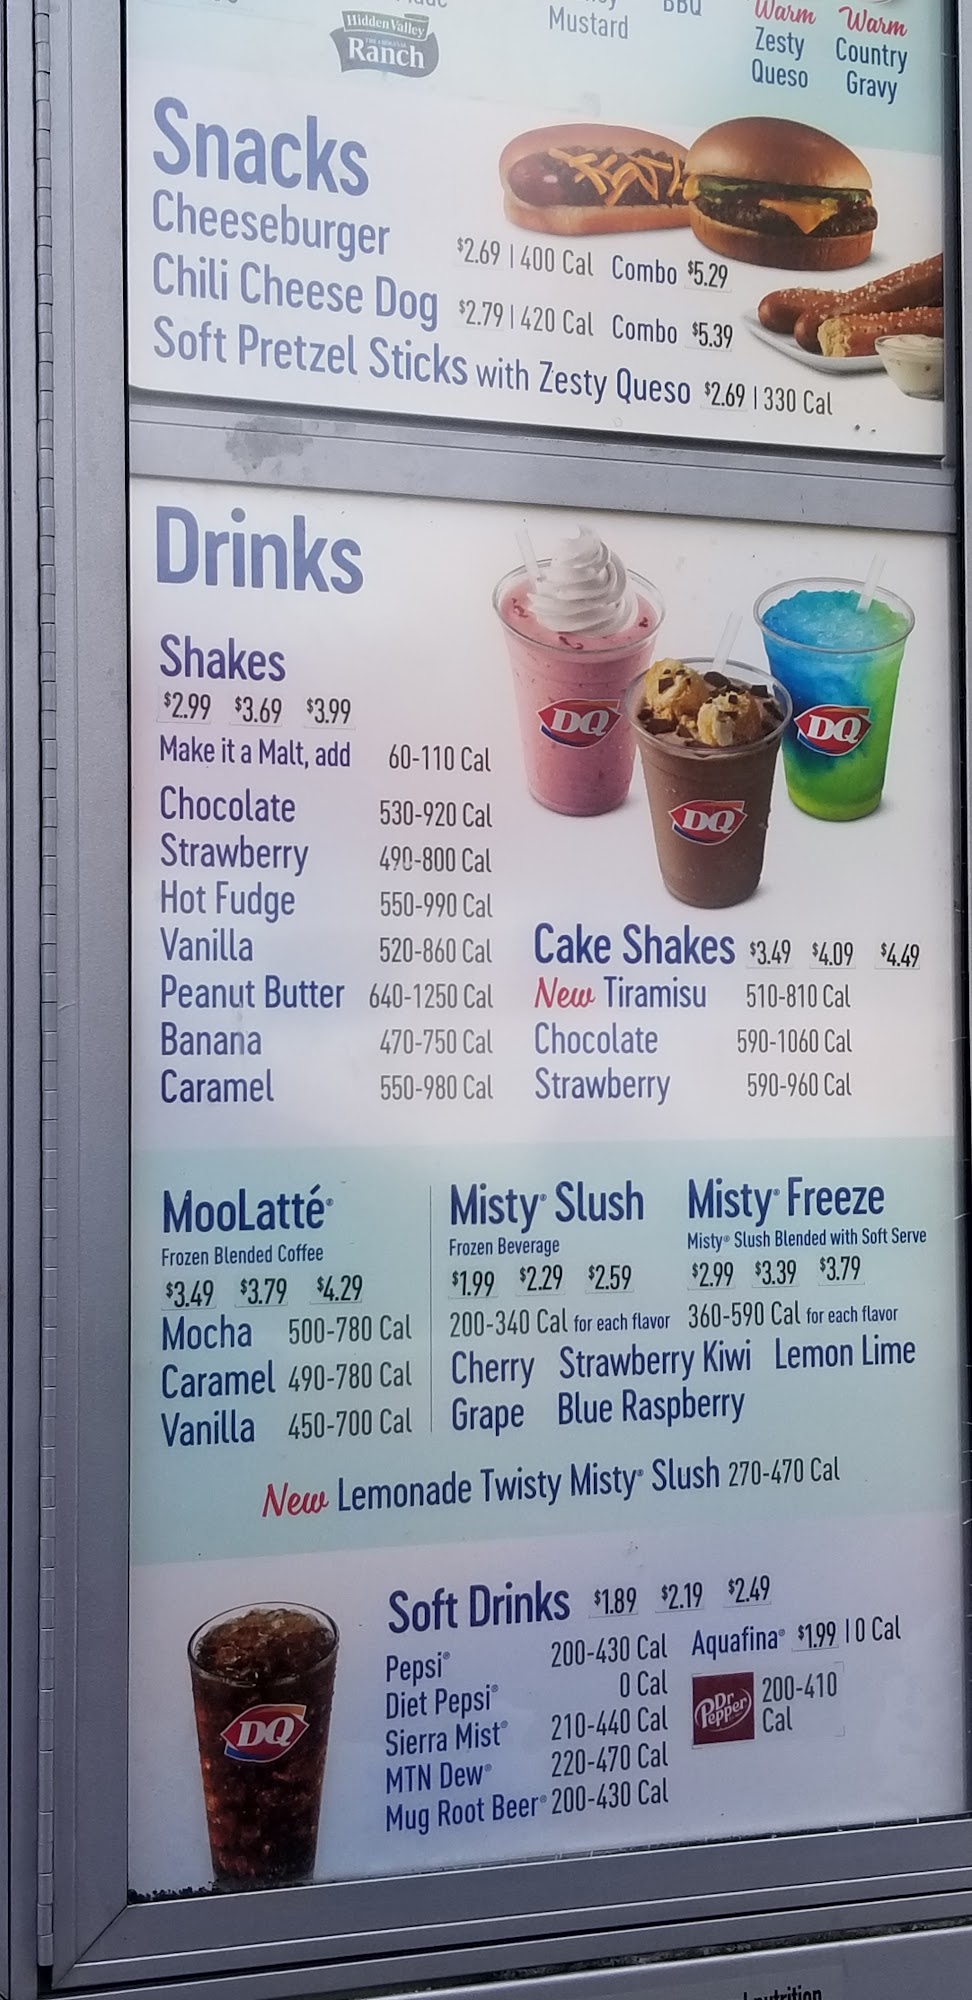 Hidden Valley
Ranch
Mustard
BBQ
Warm
Zesty
Queso
Warm
Country
Gravy
Snacks
Cheeseburger $2.69 | 400 Cal Combo $5.29
Chili Cheese Dog $2.79 | 420 Cal Combo $5.39
Soft Pretzel Sticks with Zesty Queso $2.69 | 330 Cal
Drinks
Shakes
$2.99 $3.69 $3.99
Make it a Malt, add 60-110 Cal
Chocolate 530-920 Cal
Strawberry 490-800 Cal
Hot Fudge 550-990 Cal
Vanilla 520-860 Cal
Peanut Butter 640-1250 Cal
Banana 470-750 Cal
Caramel 550-980 Cal
DQ
DQ
DQ
Cake Shakes $3.49 $4.09 $4.49
New Tiramisu 510-810 Cal
Chocolate 590-1060 Cal
Strawberry 590-960 Cal
MooLatté®
Frozen Blended Coffee
$3.49 $3.79 $4.29
Mocha 500-780 Cal
Caramel 490-780 Cal
Vanilla 450-700 Cal
Misty® Slush
Frozen Beverage
$1.99 $2.29 $2.59
200-340 Cal for each flavor
Misty® Freeze
Misty® Slush Blended with Soft Serve
$2.99 $3.39 $3.79
360-590 Cal for each flavor
Cherry Strawberry Kiwi Lemon Lime
Grape Blue Raspberry
New Lemonade Twisty Misty® Slush 270-470 Cal
DQ
Soft Drinks $1.89 $2.19 $2.49
Pepsi® 200-430 Cal
Diet Pepsi® 0 Cal
Sierra Mist® 210-440 Cal
MTN Dew® 220-470 Cal
Mug Root Beer® 200-430 Cal
Aquafina® $1.99 | 0 Cal
Dr Pepper 200-410
Cal
nutrition